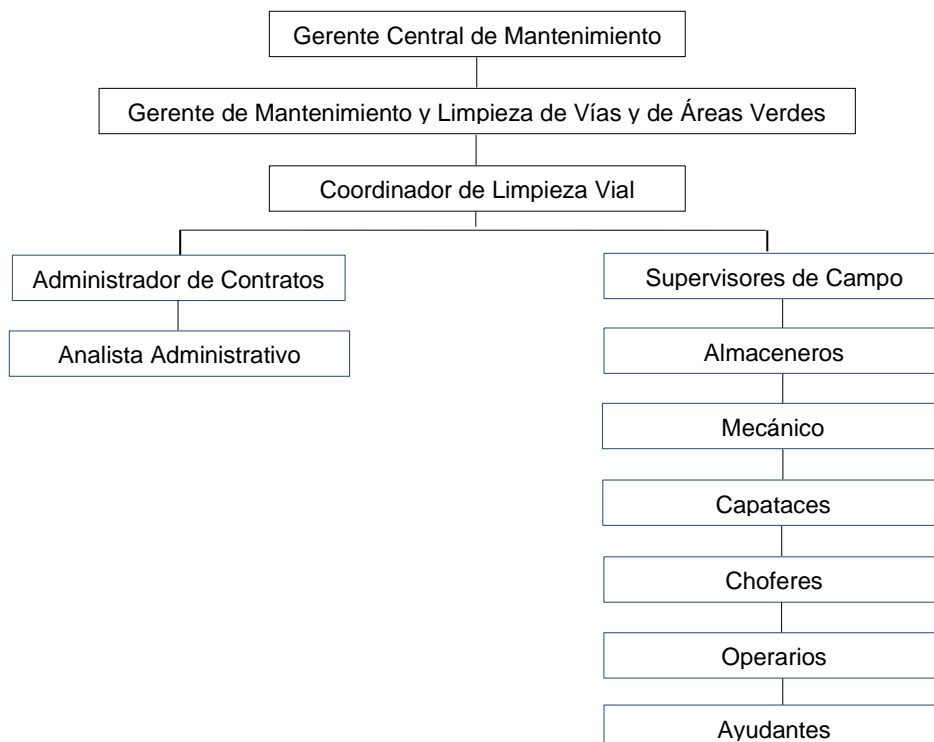 Gerente Central de Mantenimiento
Gerente de Mantenimiento y Limpieza de Vías y de Áreas Verdes
Coordinador de Limpieza Vial
Administrador de Contratos
Analista Administrativo
Supervisores de Campo
Almaceneros
Mecánico
Capataces
Choferes
Operarios
Ayudantes